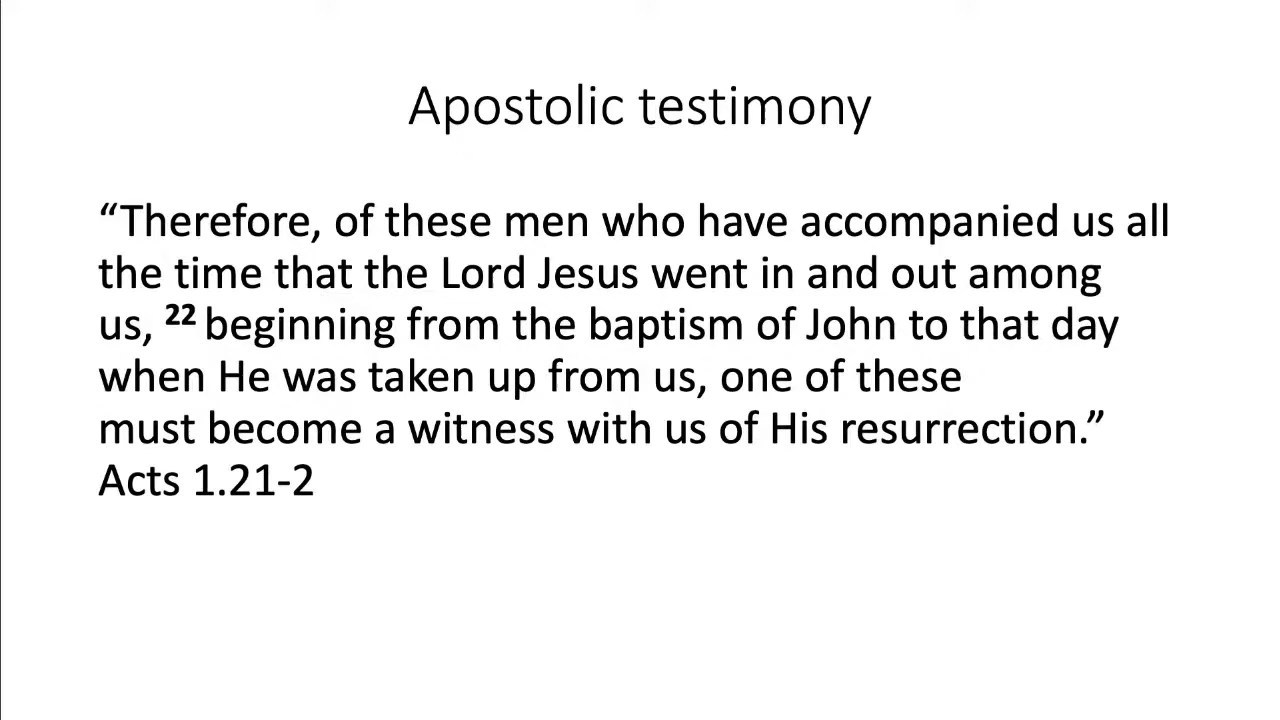 Apostolic testimony
“Therefore, of these men who have accompanied us all
the time that the Lord Jesus went in and out among
us, 22 beginning from the baptism of John to that day
when He was taken up from us, one of these
must become a witness with us of His resurrection.”
Acts 1.21-2